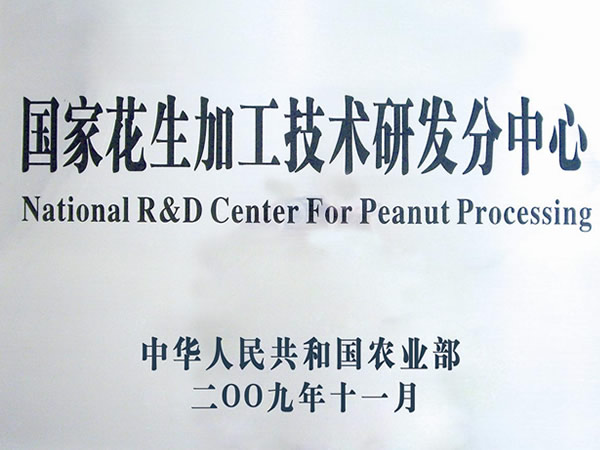 国家花生加工技术研发分中心
National R&D Center For Peanut Processing
中华人民共和国农业部
二OO九年十一月